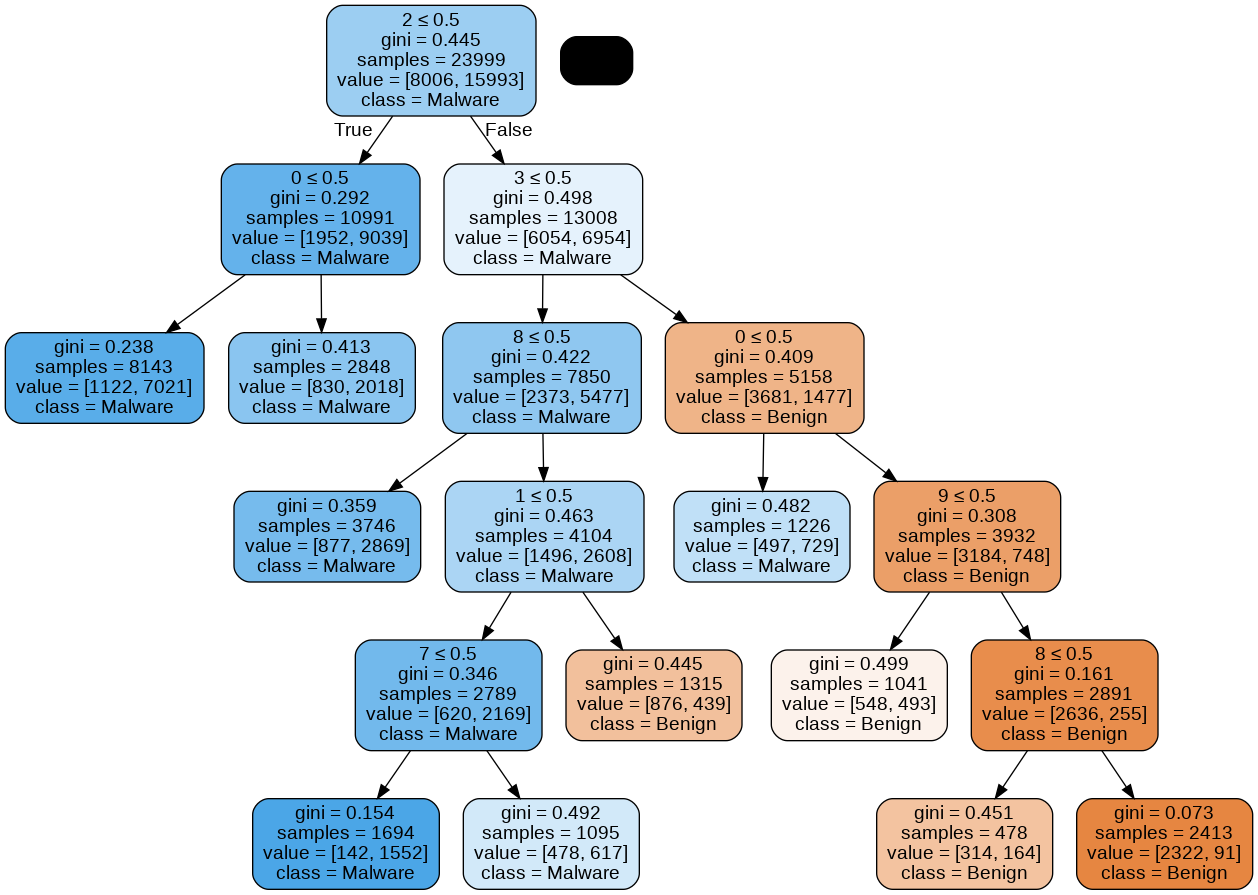 2 ≤ 0.5
gini = 0.445
samples = 23999
value = [8006, 15993]
class = Malware
True
False
0 ≤ 0.5
gini = 0.292
samples = 10991
value = [1952, 9039]
class = Malware
3 ≤ 0.5
gini = 0.498
samples = 13008
value = [6054, 6954]
class = Malware
gini = 0.238
samples = 8143
value = [1122, 7021]
class = Malware
gini = 0.413
samples = 2848
value = [830, 2018]
class = Malware
8 ≤ 0.5
gini = 0.422
samples = 7850
value = [2373, 5477]
class = Malware
0 ≤ 0.5
gini = 0.409
samples = 5158
value = [3681, 1477]
class = Benign
gini = 0.359
samples = 3746
value = [877, 2869]
class = Malware
1 ≤ 0.5
gini = 0.463
samples = 4104
value = [1496, 2608]
class = Malware
gini = 0.482
samples = 1226
value = [497, 729]
class = Malware
9 ≤ 0.5
gini = 0.308
samples = 3932
value = [3184, 748]
class = Benign
7 ≤ 0.5
gini = 0.346
samples = 2789
value = [620, 2169]
class = Malware
gini = 0.445
samples = 1315
value = [876, 439]
class = Benign
gini = 0.499
samples = 1041
value = [548, 493]
class = Benign
8 ≤ 0.5
gini = 0.161
samples = 2891
value = [2636, 255]
class = Benign
gini = 0.154
samples = 1694
value = [142, 1552]
class = Malware
gini = 0.492
samples = 1095
value = [478, 617]
class = Malware
gini = 0.451
samples = 478
value = [314, 164]
class = Benign
gini = 0.073
samples = 2413
value = [2322, 91]
class = Benign